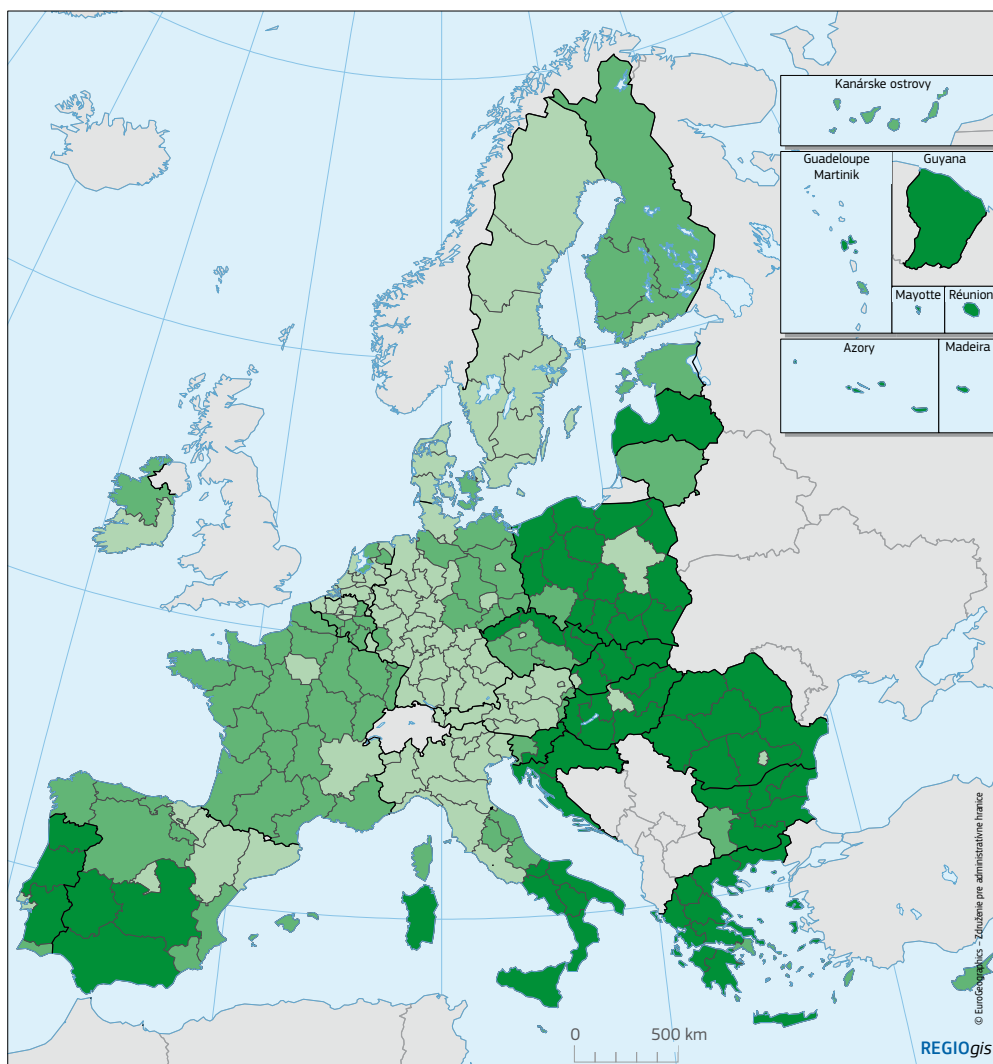 Kanárske ostrovy
Guadeloupe
Martinik
Guyana
Mayotte
Réunion
Azory
Madeira
© EuroGeographics – Združenie pre administratívne hranice
0 500 km
REGIOgis